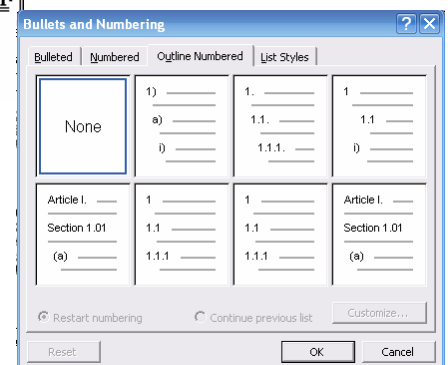 Bullets and Numbering
Bulleted Numbered Outline Numbered List Styles
None
1)
a)
i)
1.
1.1.
1.1.1.
1
1.1
i)
Article I.
Section 1.01
(a)
1
1.1
1.1.1
1
1.1
1.1.1
Article I.
Section 1.01
(a)
Restart numbering Continue previous list Customize...
Reset OK Cancel